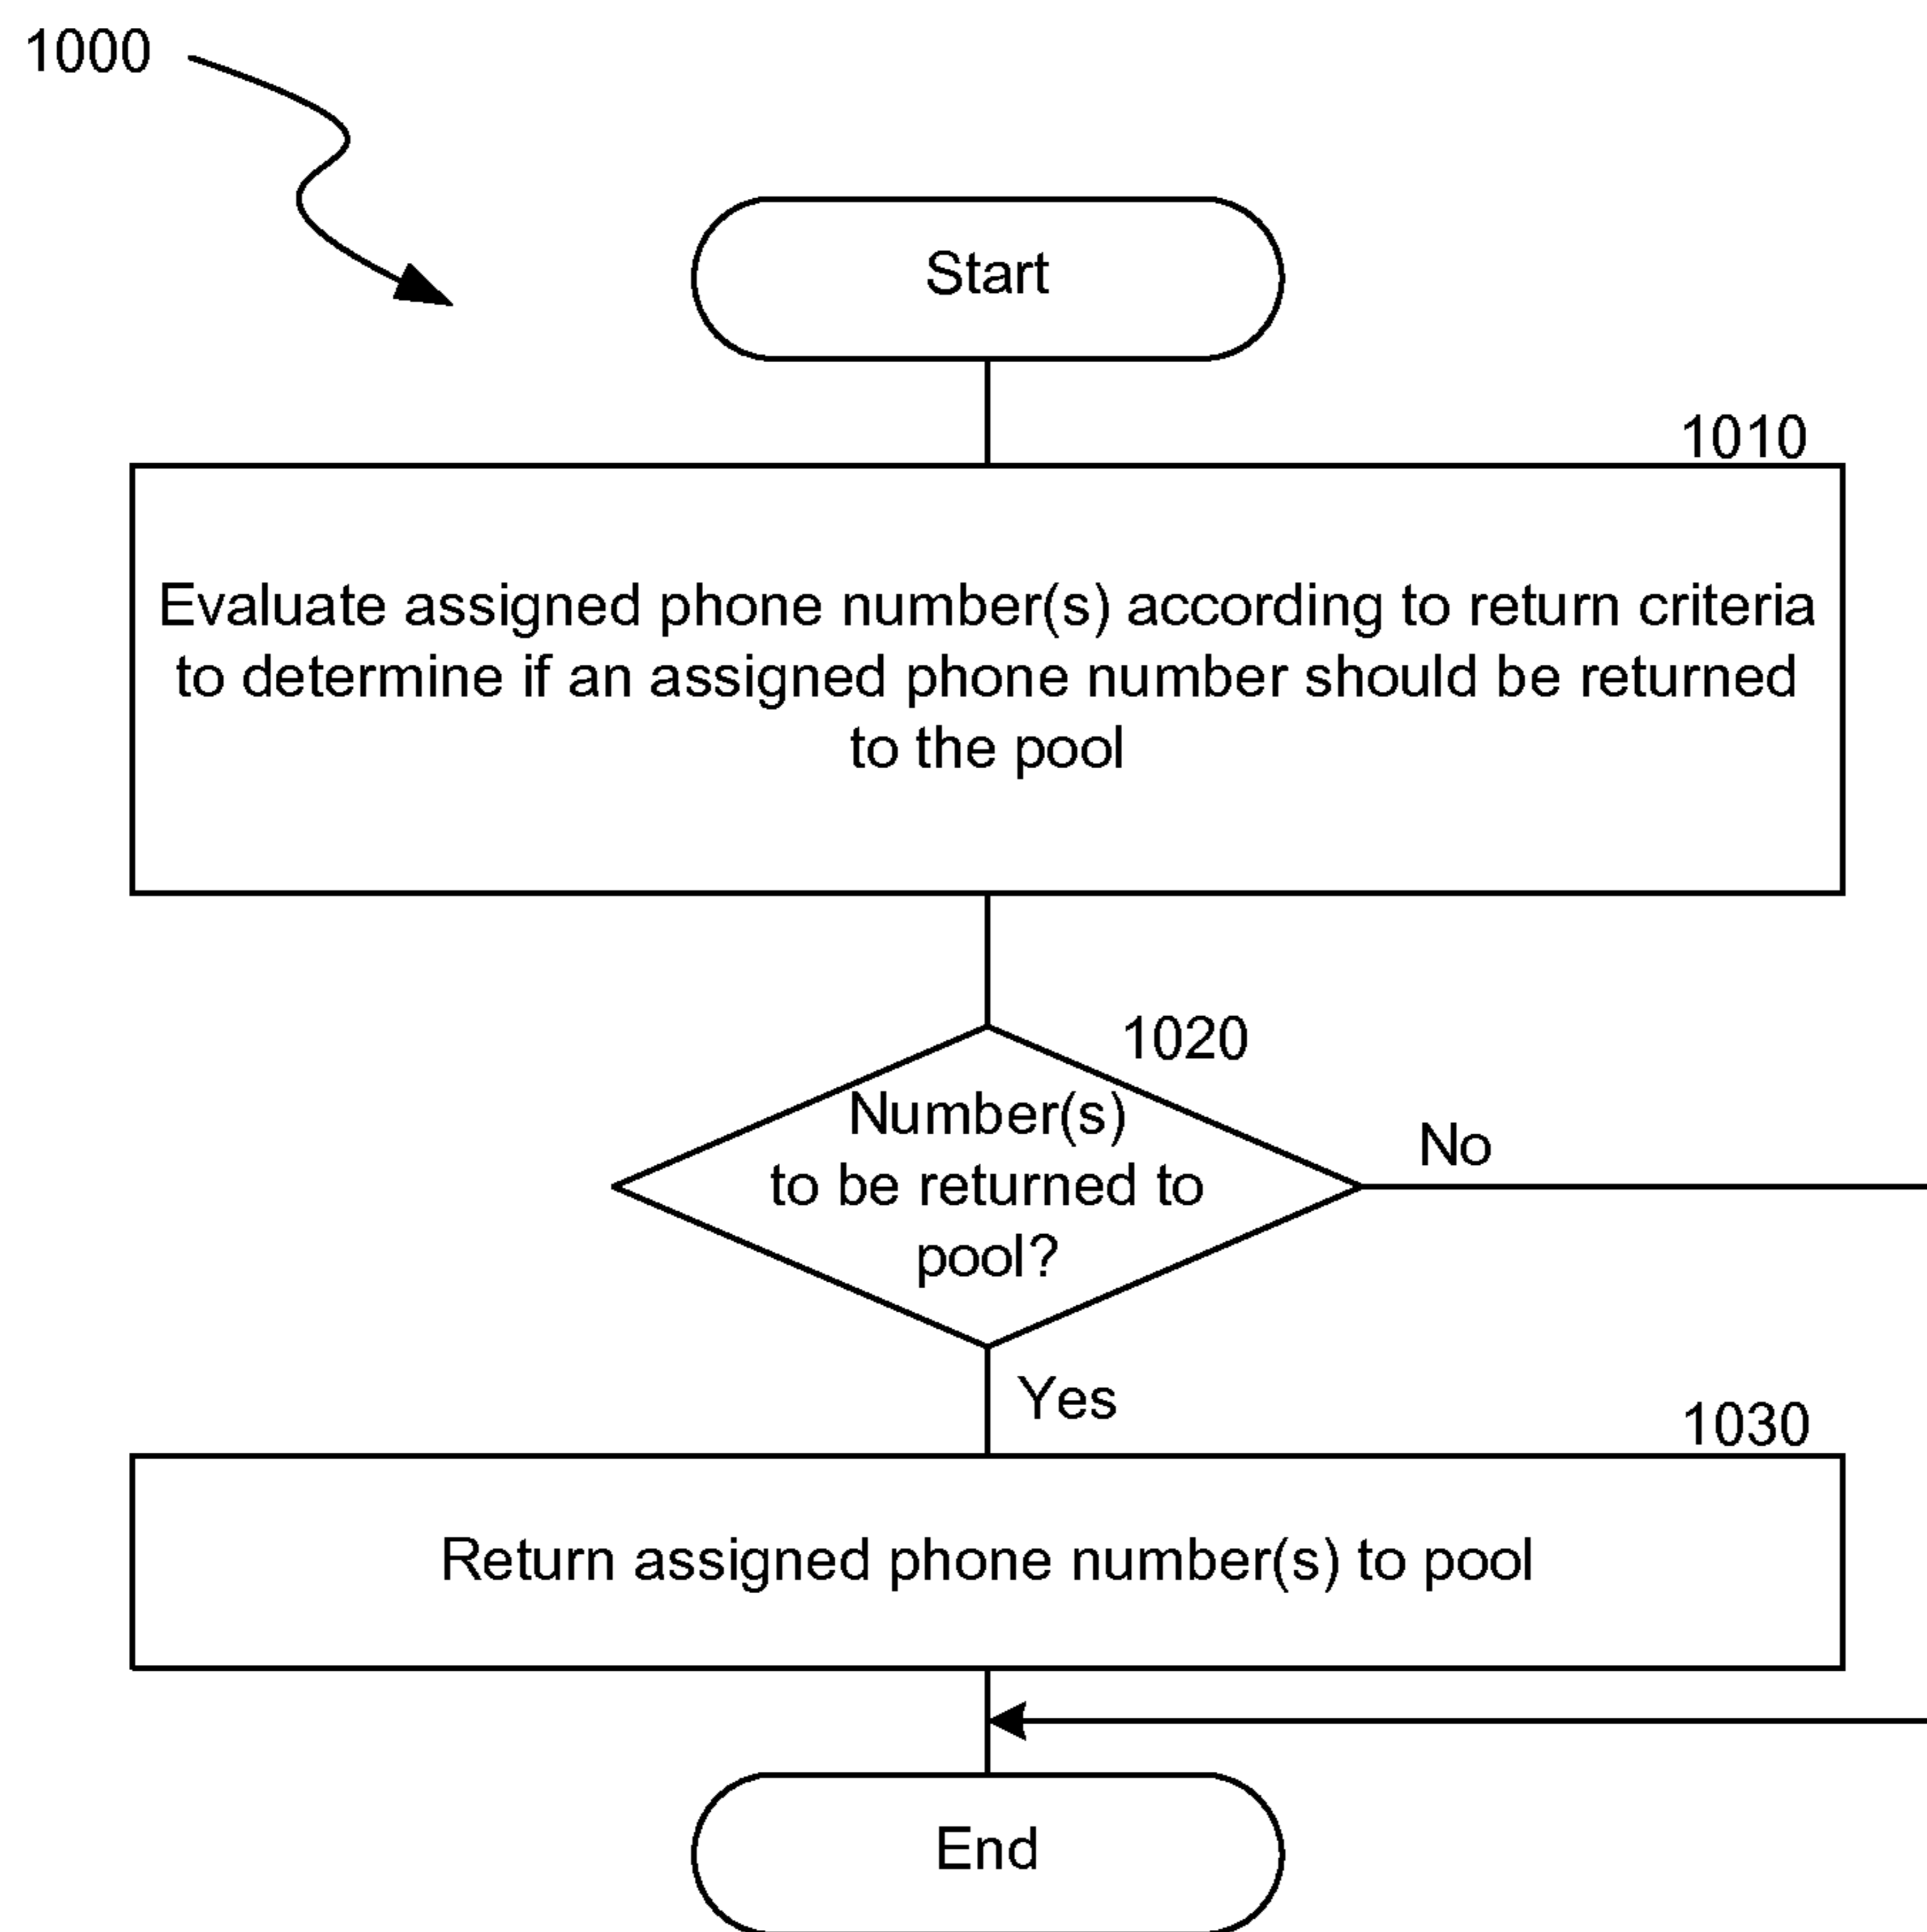 1000
Start
1010
Evaluate assigned phone number(s) according to return criteria
to determine if an assigned phone number should be returned
to the pool
1020
Number(s)
to be returned to
pool?
No
Yes
1030
Return assigned phone number(s) to pool
End